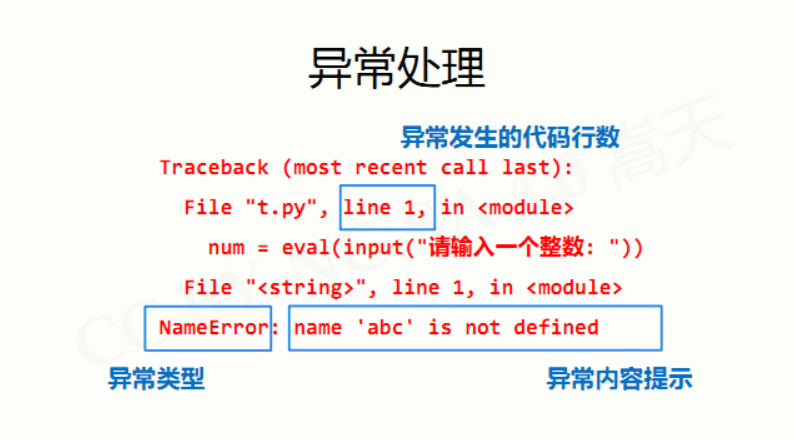 异常处理
异常发生的代码行数
Traceback (most recent call last):
File "t.py", line 1, in <module>
num = eval(input("请输入一个整数: "))
File "<string>", line 1, in <module>
NameError: name 'abc' is not defined
异常类型
异常内容提示
嵩天